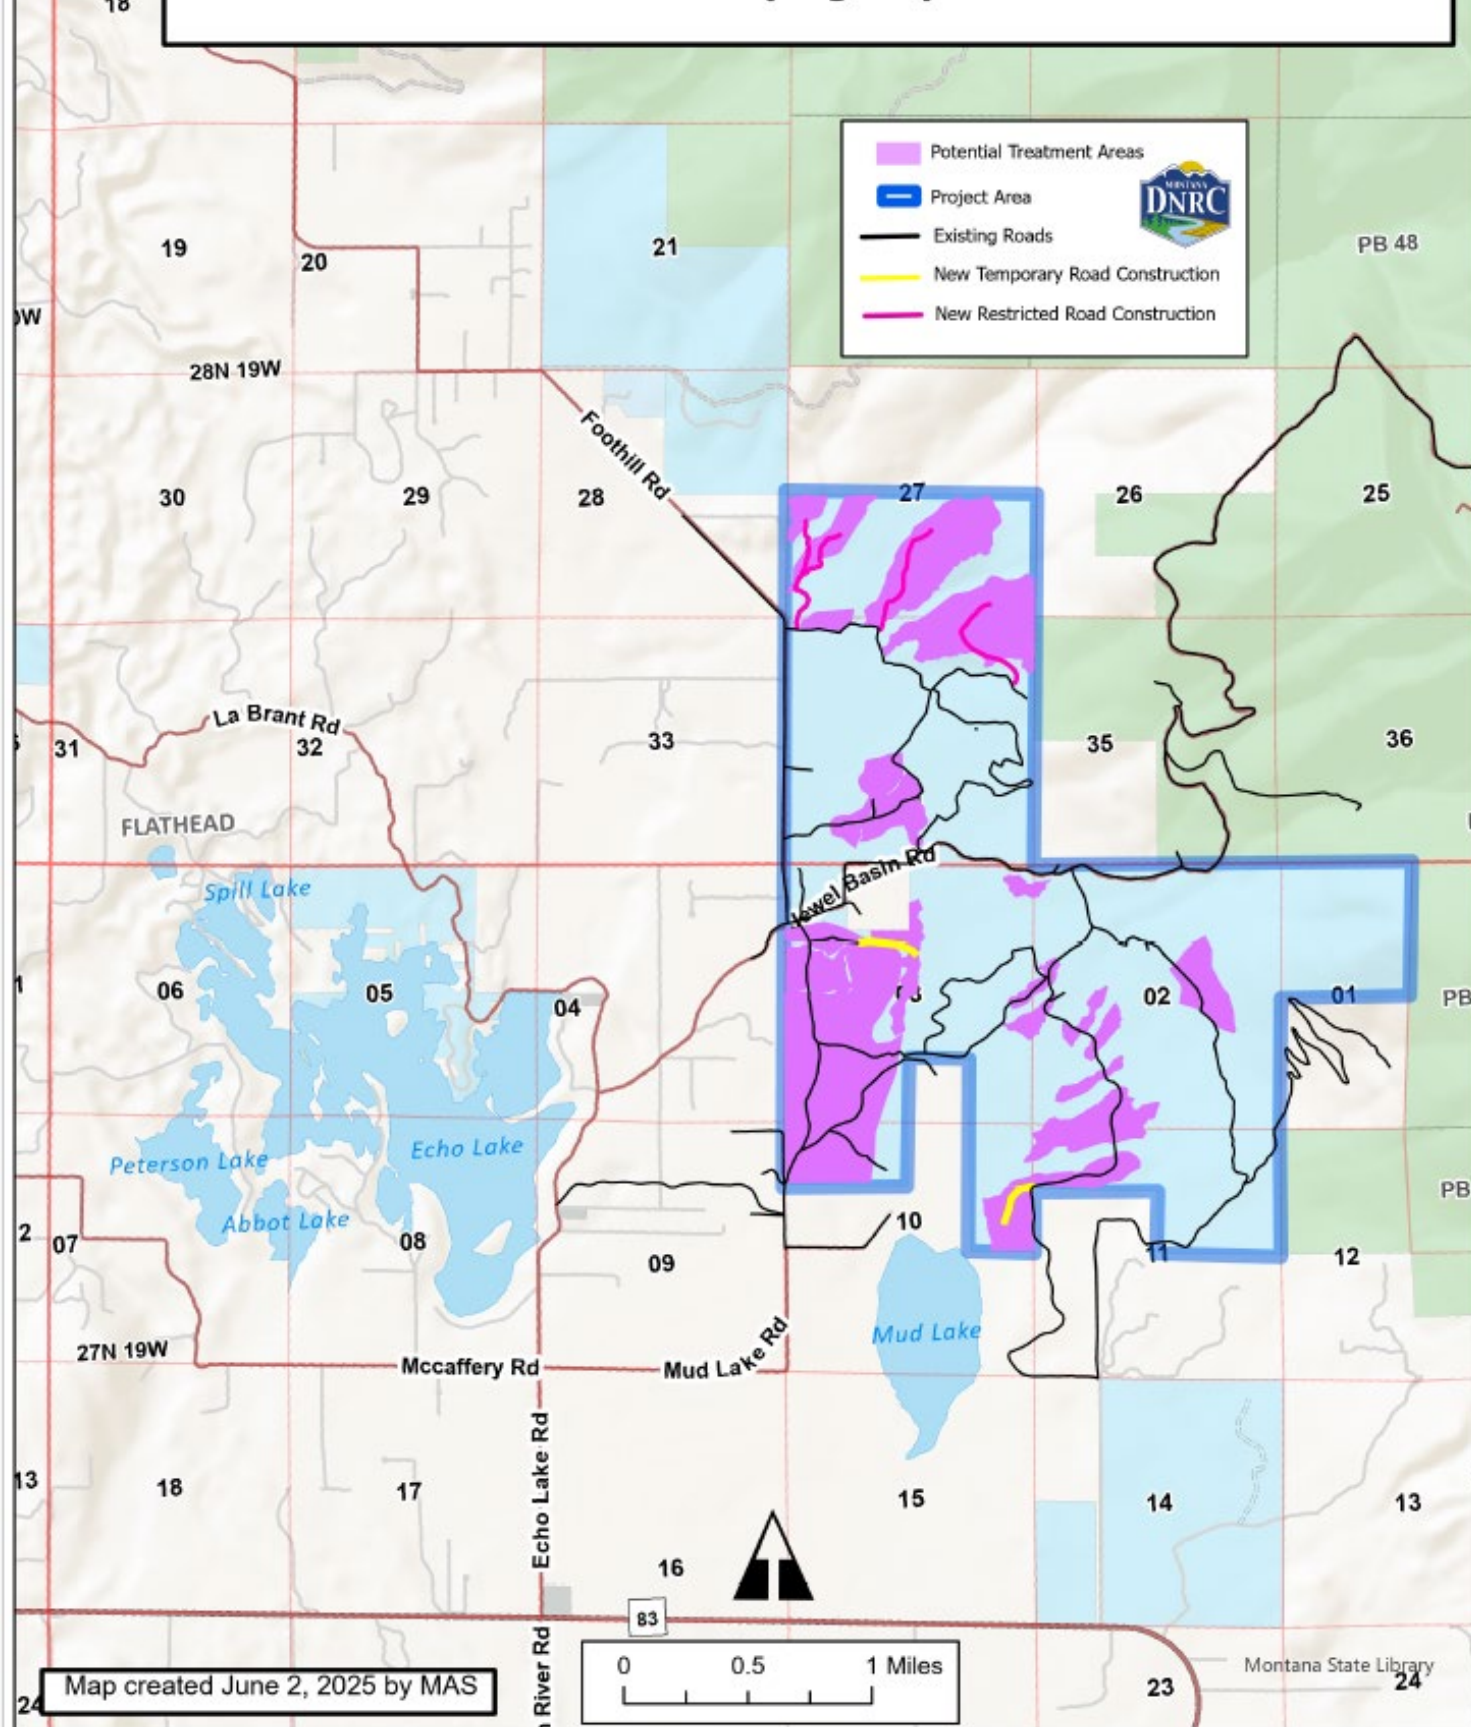 18
Potential Treatment Areas
Project Area
Existing Roads
New Temporary Road Construction
New Restricted Road Construction
MONTANA
DNRC
PB 48
19
20
21
28N 19W
Foothill Rd
30
29
28
27
26
25
La Brant Rd
31
32
33
35
36
FLATHEAD
Jewel Basin Rd
Spill Lake
06
05
04
03
02
01
PB
Peterson Lake
Echo Lake
Abbot Lake
PB
2
07
08
09
10
11
12
27N 19W
Mccaffery Rd
Mud Lake Rd
Mud Lake
Echo Lake Rd
13
18
17
16
15
14
13
83
River Rd
0 0.5 1 Miles
Map created June 2, 2025 by MAS
Montana State Library
24
23
24